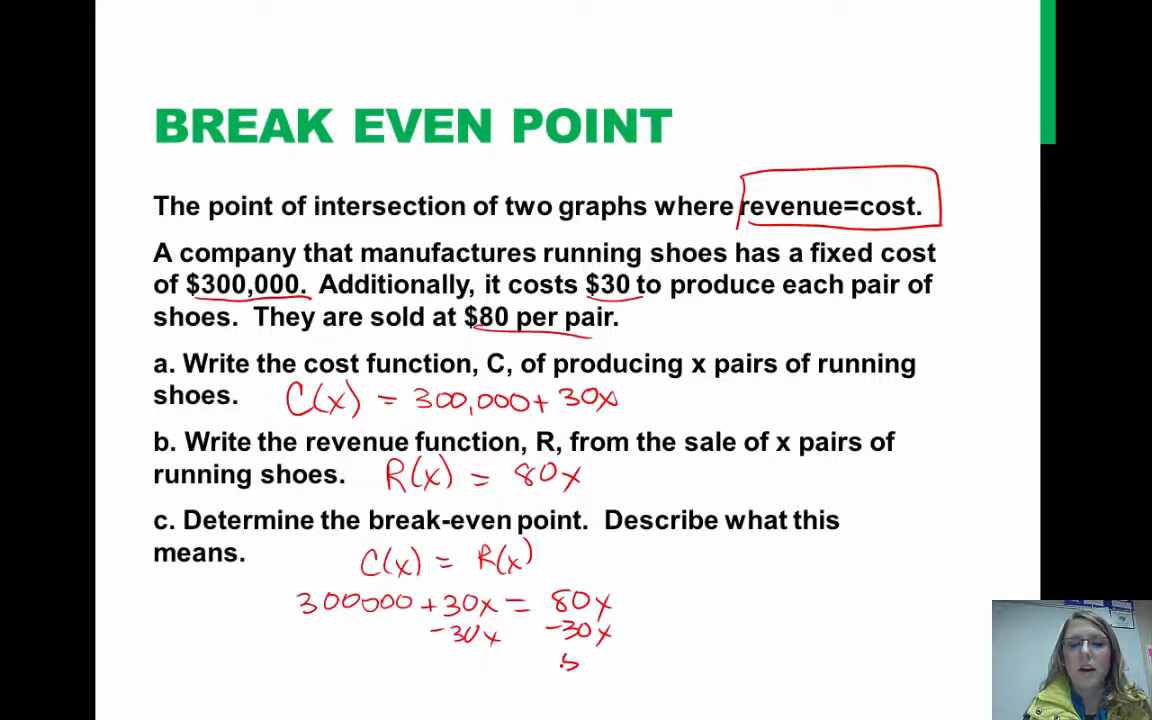 BREAK EVEN POINT
The point of intersection of two graphs where revenue=cost.
A company that manufactures running shoes has a fixed cost
of $300,000. Additionally, it costs $30 to produce each pair of
shoes. They are sold at $80 per pair.
a. Write the cost function, C, of producing x pairs of running
shoes. C(x) = 300,000 + 30x
b. Write the revenue function, R, from the sale of x pairs of
running shoes. R(x) = 80x
c. Determine the break-even point. Describe what this
means. C(x) = R(x)
300000 + 30x = 80x
-30x -30x
5